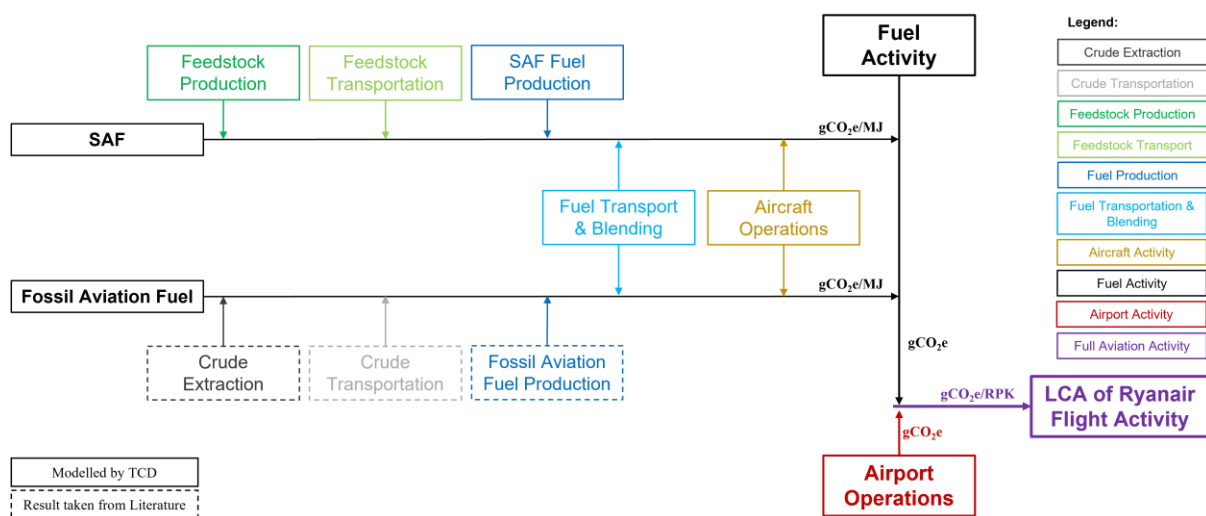 Fuel
Activity
Legend:
Feedstock
Production
Feedstock
Transportation
SAF Fuel
Production
Crude Extraction
Crude Transportation
Feedstock Production
Feedstock Transport
Fuel Production
Fuel Transportation &
Blending
Aircraft Activity
Fuel Activity
Airport Activity
Full Aviation Activity
SAF
gCO₂e/MJ
Fuel Transport
& Blending
Aircraft
Operations
Fossil Aviation Fuel
gCO₂e/MJ
Crude
Extraction
Crude
Transportation
Fossil Aviation
Fuel Production
gCO₂e
gCO₂e/RPK
LCA of Ryanair
Flight Activity
gCO₂e
Airport
Operations
Modelled by TCD
Result taken from Literature